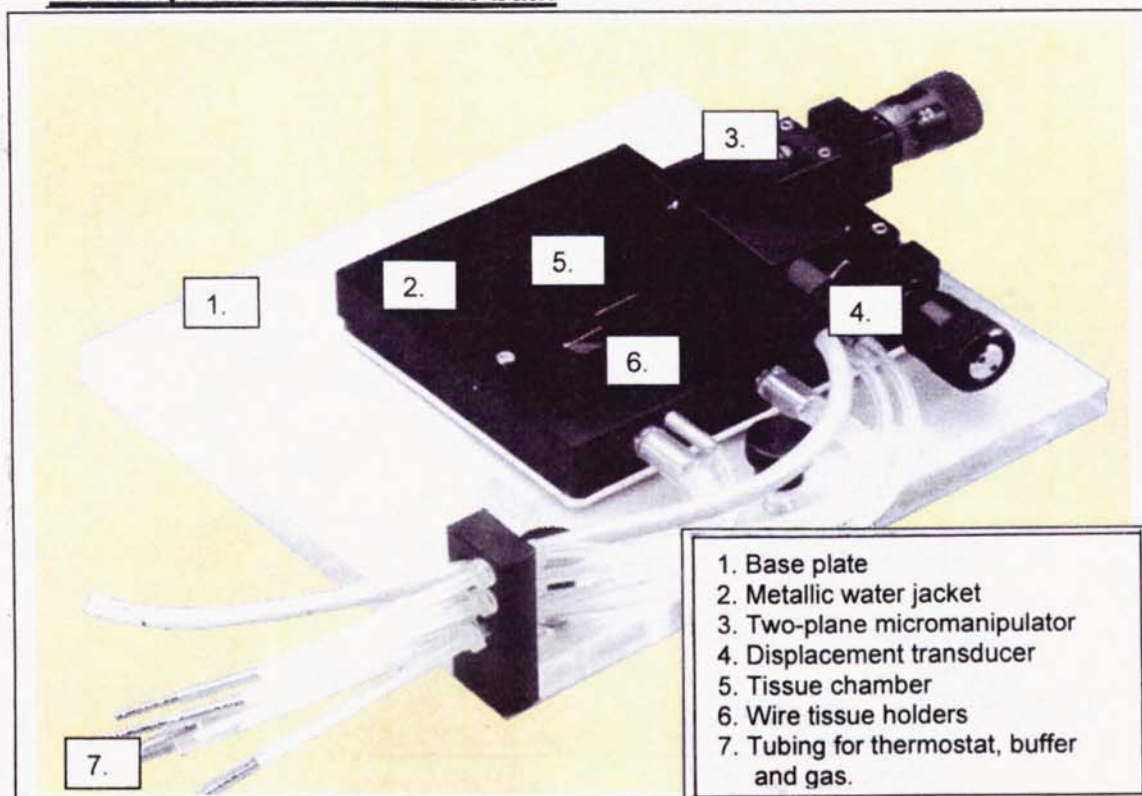 3.
5.
2.
1.
4.
6.
7.
1. Base plate
2. Metallic water jacket
3. Two-plane micromanipulator
4. Displacement transducer
5. Tissue chamber
6. Wire tissue holders
7. Tubing for thermostat, buffer
and gas.